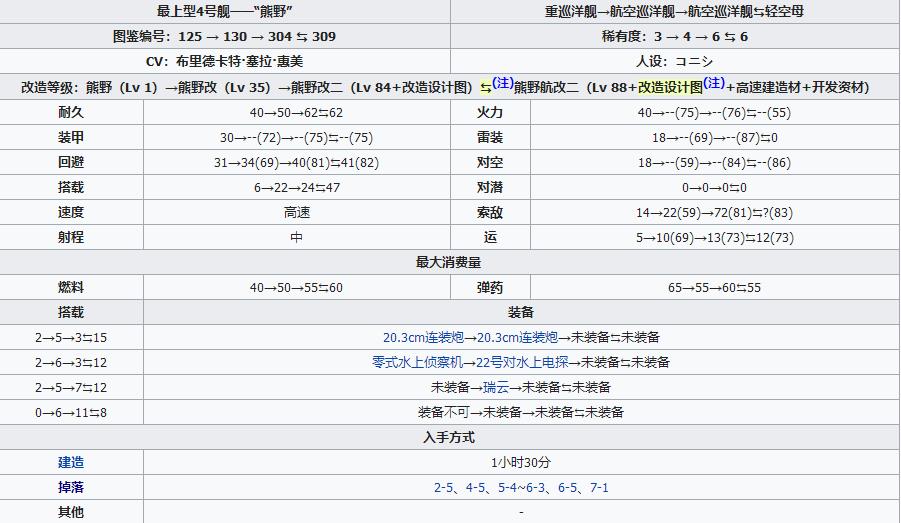 最上型4号舰——“熊野” 重巡洋舰→航空巡洋舰→航空巡洋舰⇆轻空母
图鉴编号：125 → 130 → 304 ⇆ 309 稀有度：3 → 4 → 6 ⇆ 6
CV：布里德卡特·塞拉·惠美 人设：コニシ
改造等级：熊野（Lv 1）→熊野改（Lv 35）→熊野改二（Lv 84+改造设计图）⇆(注)熊野航改二（Lv 88+改造设计图(注)+高速建造材+开发资材)
耐久 40→50→62⇆62 火力 40→--(75)→--(76)⇆--(55)
装甲 30→--(72)→--(75)⇆--(75) 雷装 18→--(69)→--(87)⇆0
回避 31→34(69)→40(81)⇆41(82) 对空 18→--(59)→--(84)⇆--(86)
搭载 6→22→24⇆47 对潜 0→0→0⇆0
速度 高速 索敌 14→22(59)→72(81)⇆?(83)
射程 中 运 5→10(69)→13(73)⇆12(73)
最大消费量
燃料 40→50→55⇆60 弹药 65→55→60⇆55
搭载 装备
2→5→3⇆15 20.3cm连装炮→20.3cm连装炮→未装备⇆未装备
2→6→3⇆12 零式水上侦察机→22号对水上电探→未装备⇆未装备
2→5→7⇆12 未装备→瑞云→未装备⇆未装备
0→6→11⇆8 装备不可→未装备→未装备⇆未装备
入手方式
建造 1小时30分
掉落 2-5、4-5、5-4~6-3、6-5、7-1
其他 -